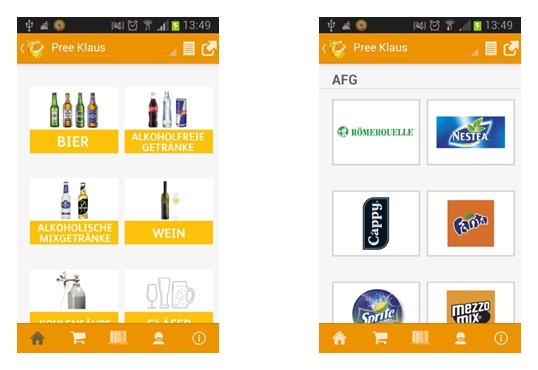 13:49
Pree Klaus
BIER
ALKOHOLFREIE
GETRÄNKE
ALKOHOLISCHE
MIXGETRÄNKE
WEIN
KOHLENSÄURE
GLÄSER
13:49
Pree Klaus
AFG
RÖMERQUELLE
NESTEA
Cappy
Fanta
Sprite
mezzo
mix